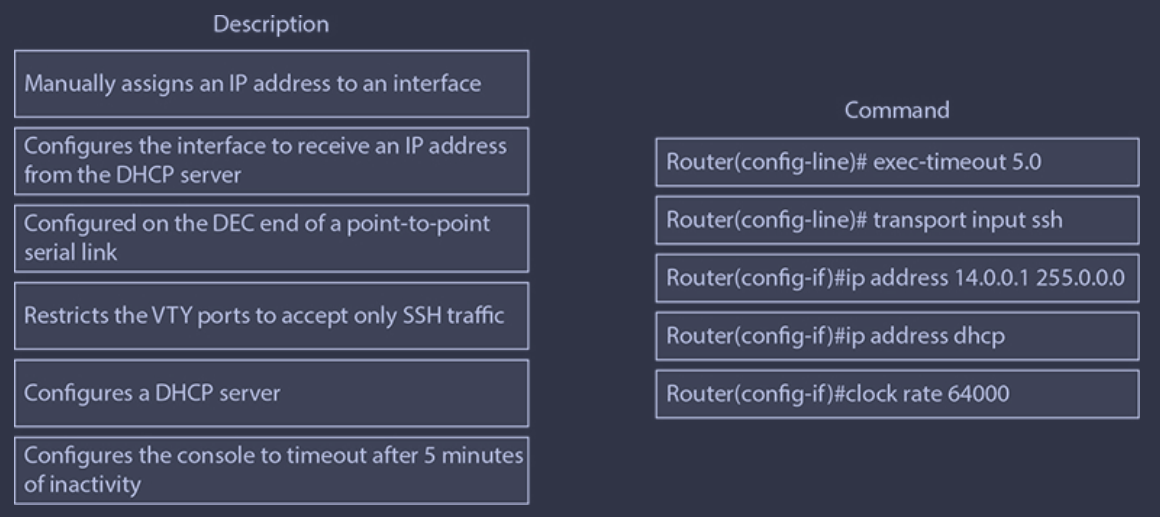 Description
Manually assigns an IP address to an interface
Configures the interface to receive an IP address
from the DHCP server
Configured on the DEC end of a point-to-point
serial link
Restricts the VTY ports to accept only SSH traffic
Configures a DHCP server
Configures the console to timeout after 5 minutes
of inactivity
Command
Router(config-line)# exec-timeout 5.0
Router(config-line)# transport input ssh
Router(config-if)#ip address 14.0.0.1 255.0.0.0
Router(config-if)#ip address dhcp
Router(config-if)#clock rate 64000